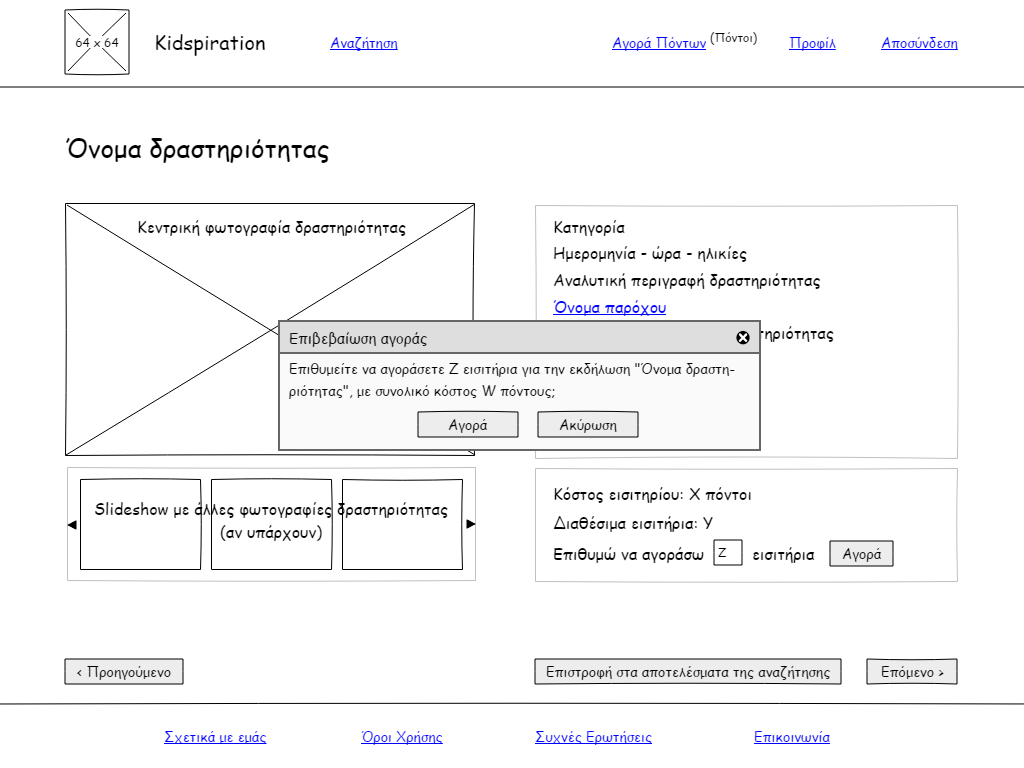 64 x 64
Kidspiration
Αναζήτηση
Αγορά Πόντων (Πόντοι)
Προφίλ
Αποσύνδεση
Όνομα δραστηριότητας
Κεντρική φωτογραφία δραστηριότητας
Κατηγορία
Ημερομηνία - ώρα - ηλικίες
Αναλυτική περιγραφή δραστηριότητας
Όνομα παρόχου
Επιβεβαίωση αγοράς
Επιθυμείτε να αγοράσετε Z εισιτήρια για την εκδήλωση "Όνομα δραστη-
ριότητας", με συνολικό κόστος W πόντους;
Αγορά
Ακύρωση
Slideshow με άλλες φωτογραφίες δραστηριότητας
(αν υπάρχουν)
Κόστος εισιτηρίου: X πόντοι
Διαθέσιμα εισιτήρια: Y
Επιθυμώ να αγοράσω Z εισιτήρια Αγορά
< Προηγούμενο
Επιστροφή στα αποτελέσματα της αναζήτησης
Επόμενο >
Σχετικά με εμάς
Όροι Χρήσης
Συχνές Ερωτήσεις
Επικοινωνία